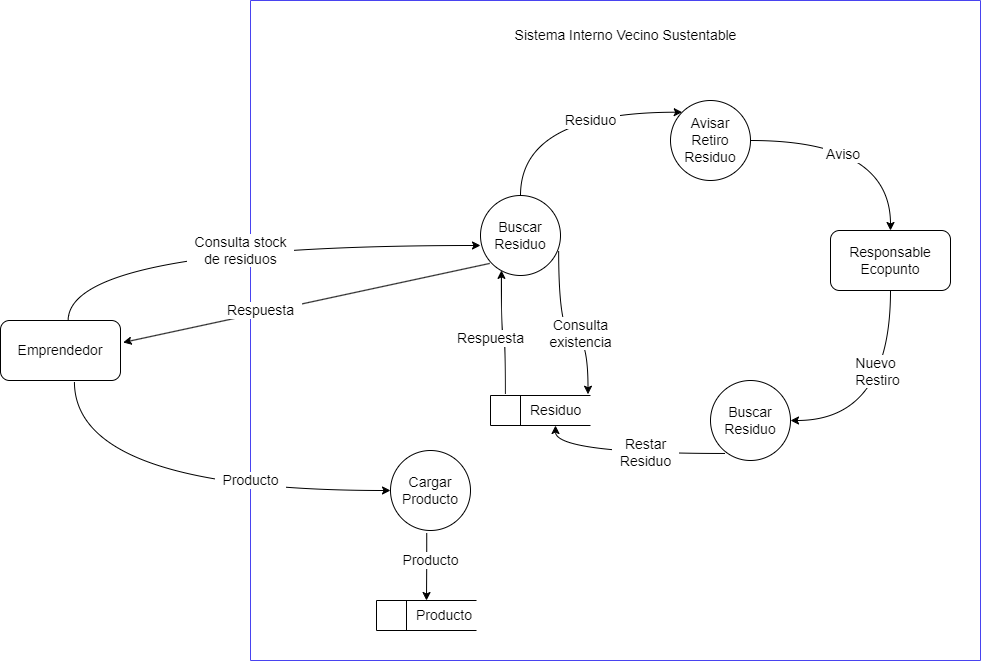 Sistema Interno Vecino Sustentable
Residuo
Avisar
Retiro
Residuo
Aviso
Buscar
Residuo
Consulta stock
de residuos
Responsable
Ecopunto
Respuesta
Emprendedor
Respuesta
Consulta
existencia
Nuevo
Restiro
Residuo
Buscar
Residuo
Restar
Residuo
Producto
Cargar
Producto
Producto
Producto